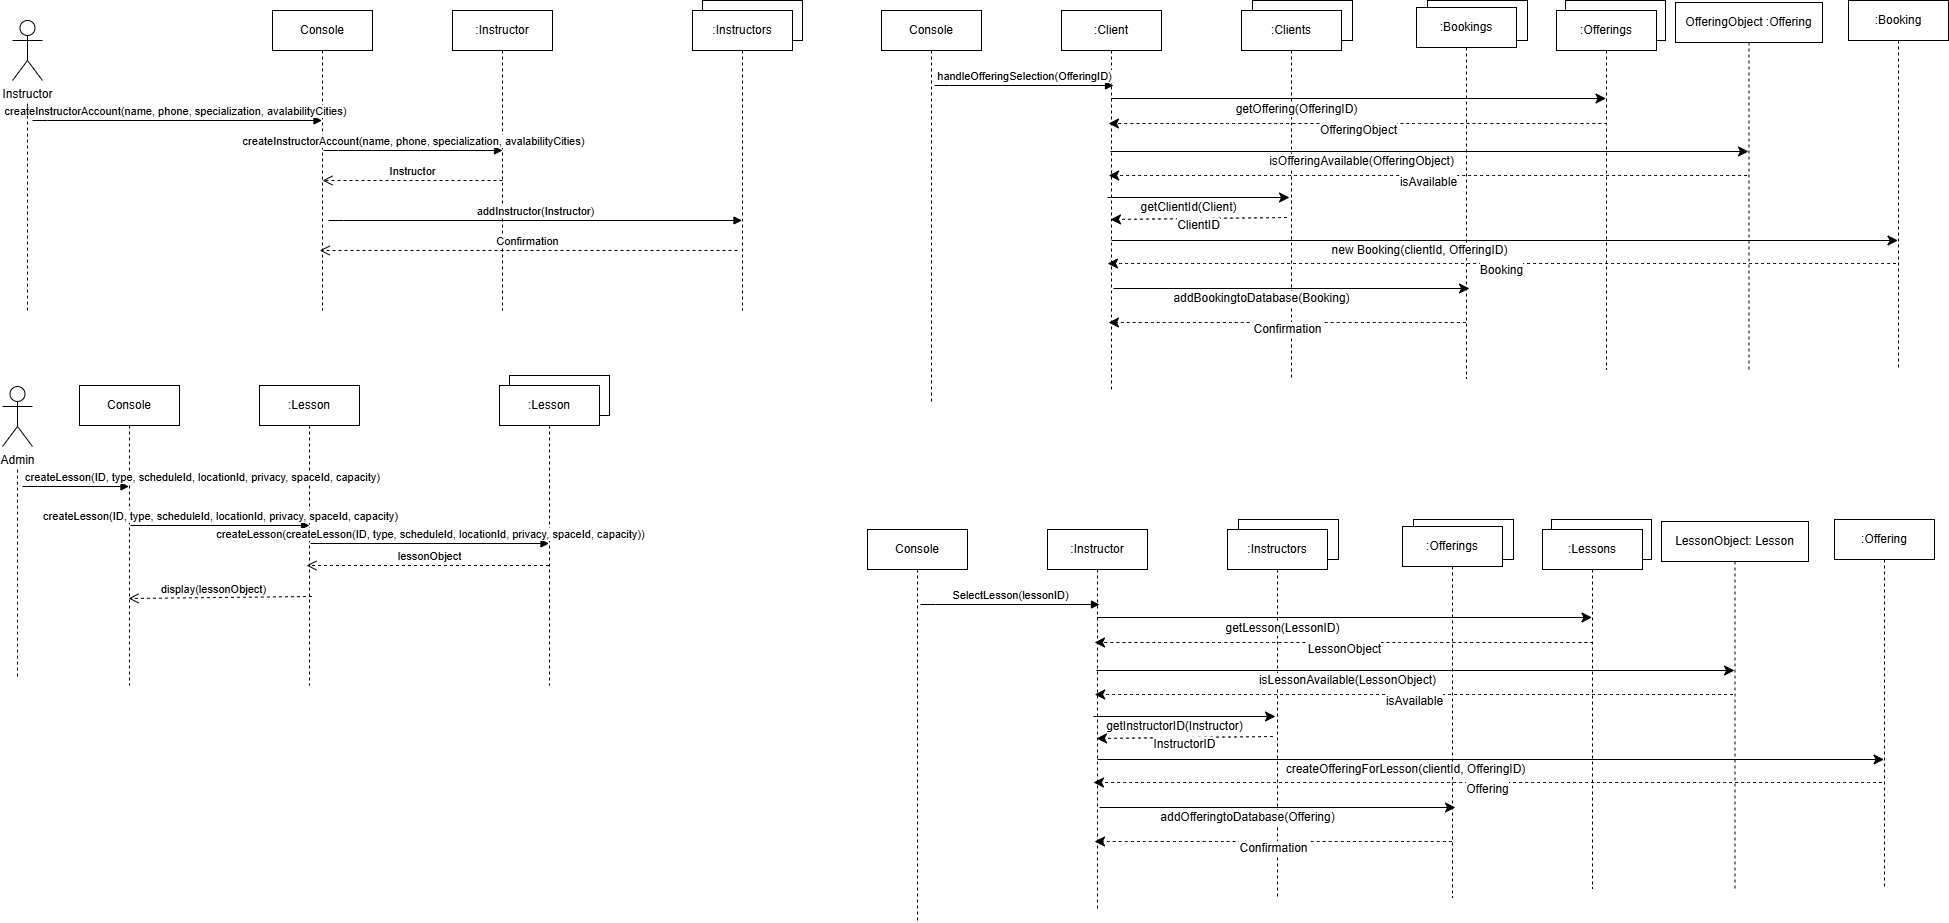 Console
:Instructor
:Instructors
Instructor
createInstructorAccount(name, phone, specialization, avalabilityCities)
createInstructorAccount(name, phone, specialization, avalabilityCities)
Instructor
addInstructor(Instructor)
Confirmation
Console
:Client
:Clients
:Bookings
:Offerings
OfferingObject :Offering
:Booking
handleOfferingSelection(OfferingID)
getOffering(OfferingID)
OfferingObject
isOfferingAvailable(OfferingObject)
isAvailable
getClientId(Client)
ClientID
new Booking(clientId, OfferingID)
Booking
addBookingtoDatabase(Booking)
Confirmation
Console
:Lesson
:Lesson
Admin
createLesson(ID, type, scheduleId, locationId, privacy, spaceId, capacity)
createLesson(ID, type, scheduleId, locationId, privacy, spaceId, capacity)
createLesson(createLesson(ID, type, scheduleId, locationId, privacy, spaceId, capacity))
lessonObject
display(lessonObject)
Console
:Instructor
:Instructors
:Offerings
:Lessons
LessonObject: Lesson
:Offering
SelectLesson(lessonID)
getLesson(LessonID)
LessonObject
isLessonAvailable(LessonObject)
isAvailable
getInstructorID(Instructor)
InstructorID
createOfferingForLesson(clientId, OfferingID)
Offering
addOfferingtoDatabase(Offering)
Confirmation